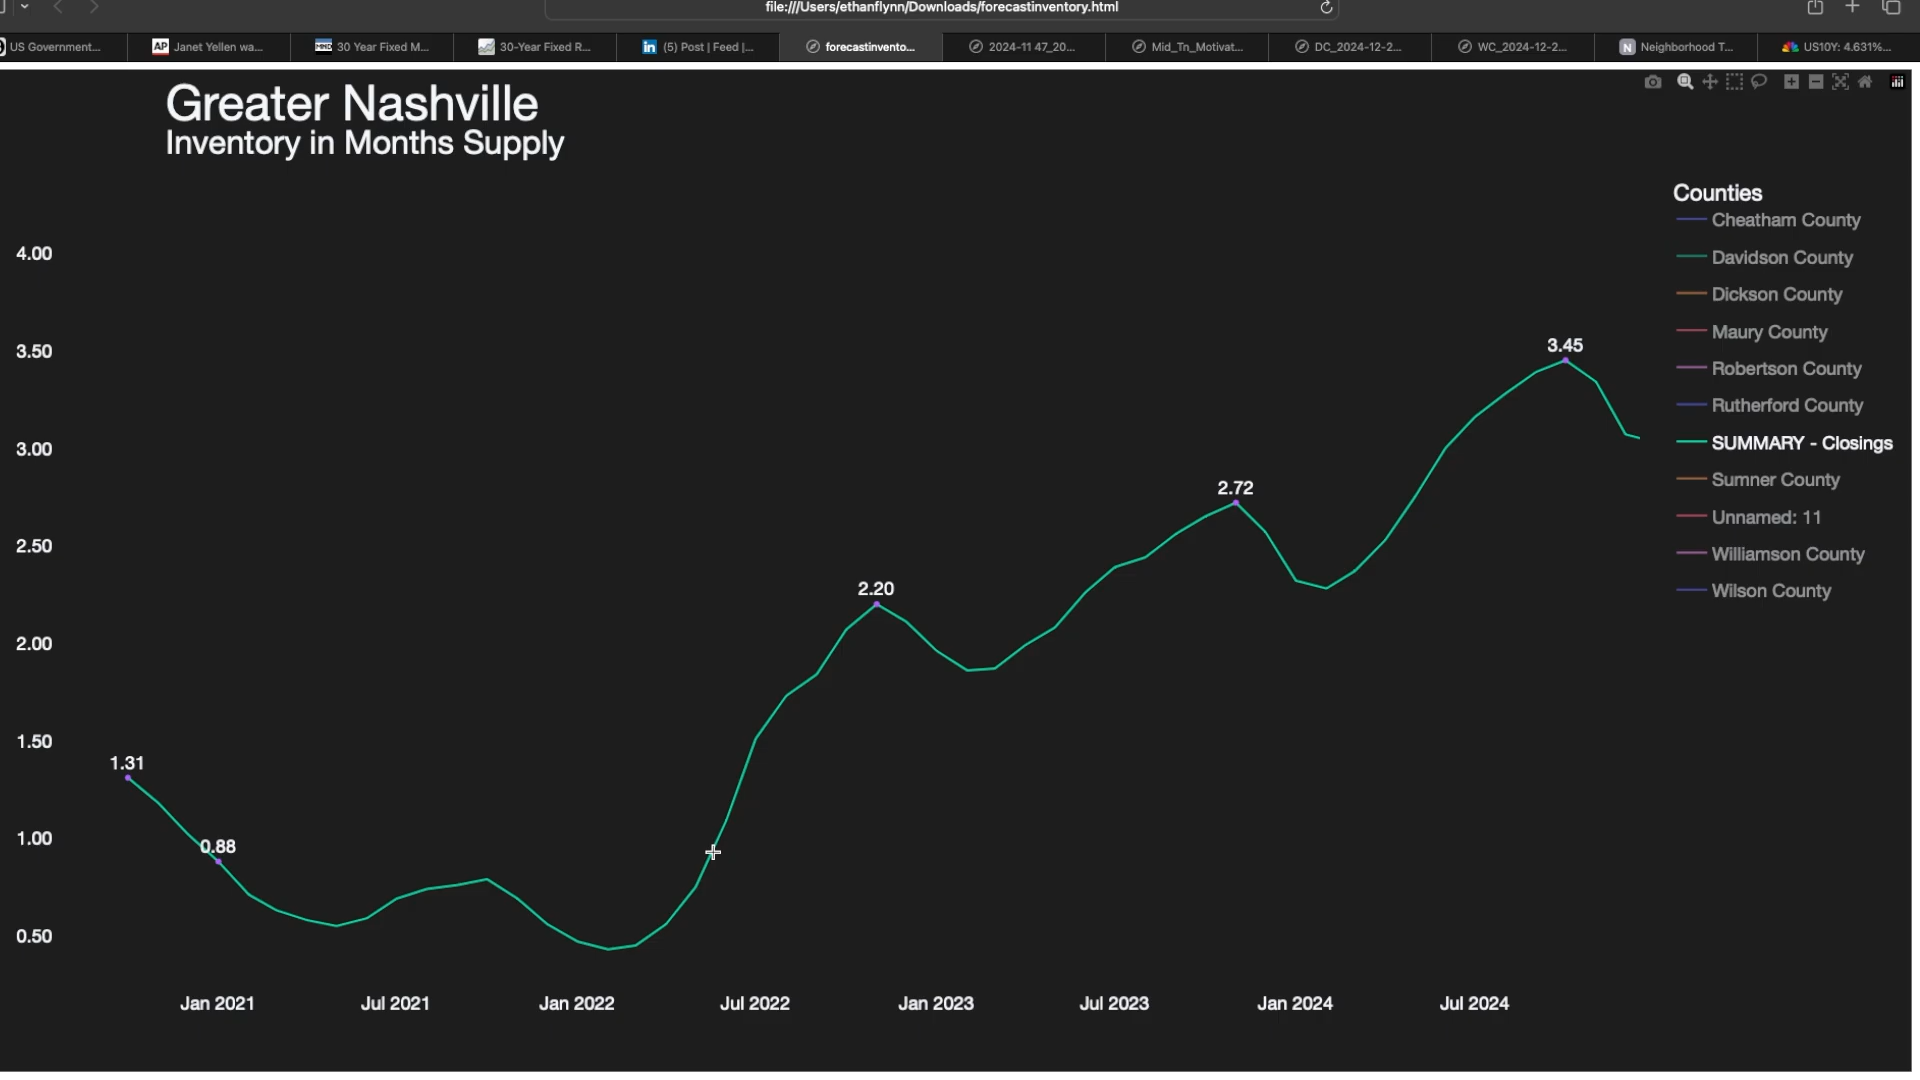 file:///Users/ethanflynn/Downloads/forecastinventory.html
US Government...
AP Janet Yellen wa...
MND 30 Year Fixed M...
30-Year Fixed R...
in (5) Post | Feed |...
forecastinvento...
2024-11 47_20...
Mid_Tn_Motivat...
DC_2024-12-2...
WC_2024-12-2...
N Neighborhood T...
US10Y: 4.631%...
Greater Nashville
Inventory in Months Supply
Counties
Cheatham County
Davidson County
Dickson County
Maury County
Robertson County
Rutherford County
SUMMARY - Closings
Sumner County
Unnamed: 11
Williamson County
Wilson County
4.00
3.50
3.00
2.50
2.00
1.50
1.00
0.50
1.31
0.88
2.20
2.72
3.45
Jan 2021
Jul 2021
Jan 2022
Jul 2022
Jan 2023
Jul 2023
Jan 2024
Jul 2024